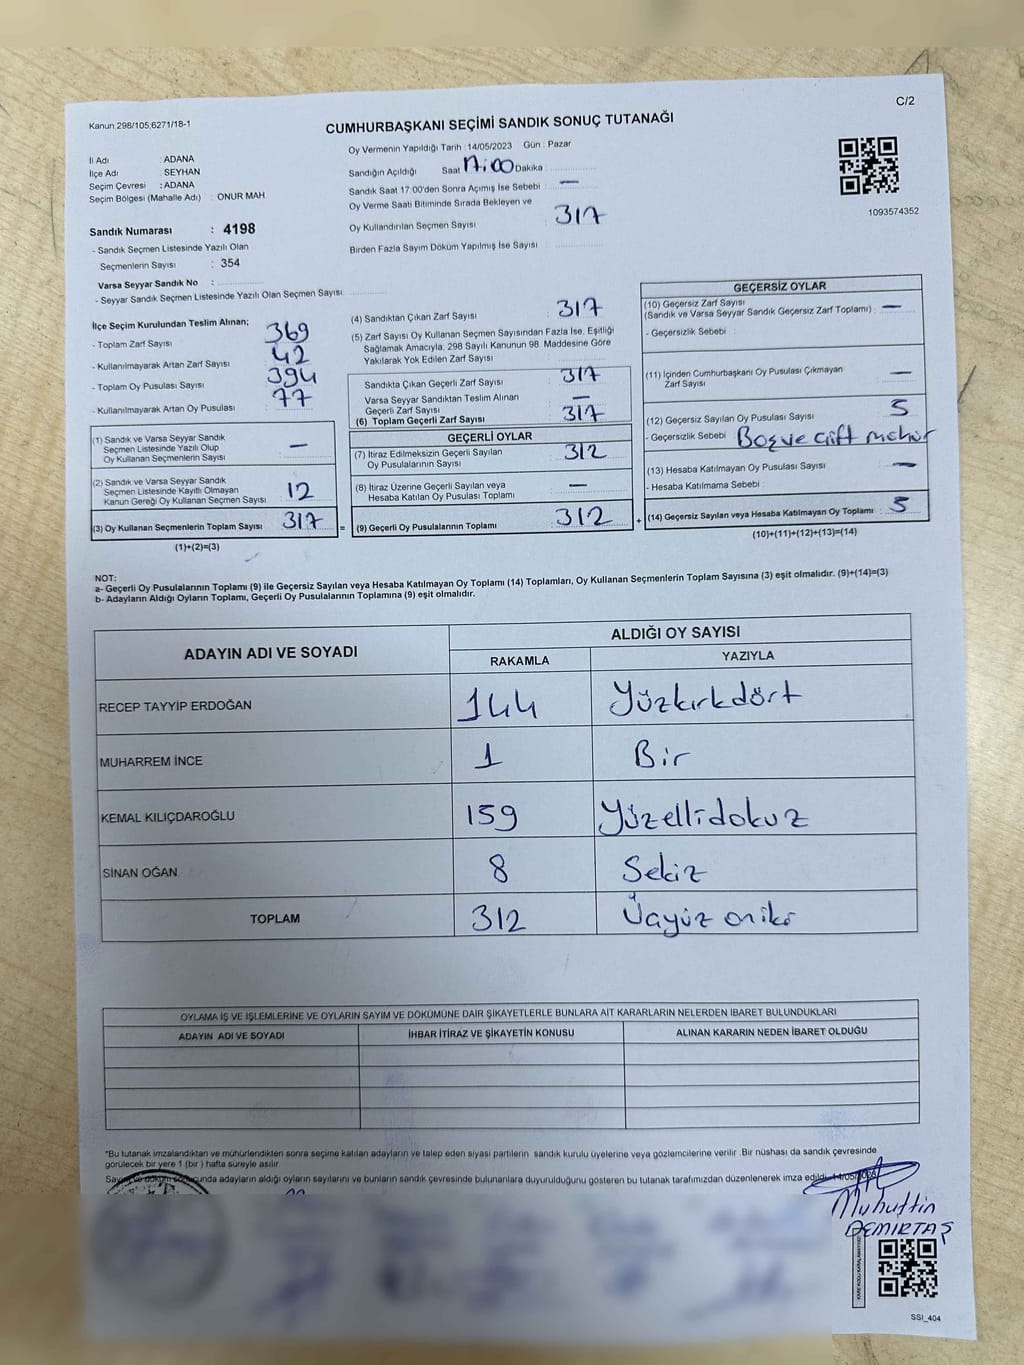 C/2
Kanun 298/105,6271/18-1
CUMHURBAŞKANI SEÇİMİ SANDIK SONUÇ TUTANAĞI
İl Adı : ADANA
İlçe Adı : SEYHAN
Seçim Çevresi : ADANA
Seçim Bölgesi (Mahalle Adı) : ONUR MAH
Oy Vermenin Yapıldığı Tarih : 14/05/2023 Gün : Pazar
Sandığın Açıldığı Saat 17:00 Dakika :
Sandık Saat 17:00'den Sonra Açımış İse Sebebi : —
Oy Verme Saati Bitiminde Sırada Bekleyen ve
Oy Kullandırılan Seçmen Sayısı : 317
Birden Fazla Sayım Döküm Yapılmış İse Sayısı :
1093574352
Sandık Numarası : 4198
- Sandık Seçmen Listesinde Yazılı Olan
Seçmenlerin Sayısı : 354
Varsa Seyyar Sandık No :
- Seyyar Sandık Seçmen Listesinde Yazılı Olan Seçmen Sayısı:
İlçe Seçim Kurulundan Teslim Alınan;
- Toplam Zarf Sayısı : 369
- Kullanılmayarak Artan Zarf Sayısı : 42
- Toplam Oy Pusulası Sayısı : 394
- Kullanılmayarak Artan Oy Pusulası : 77
(1) Sandık ve Varsa Seyyar Sandık
Seçmen Listesinde Yazılı Olup
Oy Kullanan Seçmenlerin Sayısı : —
(2) Sandık ve Varsa Seyyar Sandık
Seçmen Listesinde Kayıtlı Olmayan
Kanun Gereği Oy Kullanan Seçmen Sayısı : 12
(3) Oy Kullanan Seçmenlerin Toplam Sayısı : 317 =
(1)+(2)=(3)
(4) Sandıktan Çıkan Zarf Sayısı : 317
(5) Zarf Sayısı Oy Kullanan Seçmen Sayısından Fazla İse, Eşitliği
Sağlamak Amacıyla, 298 Sayılı Kanunun 98. Maddesine Göre
Yakılarak Yok Edilen Zarf Sayısı :
Sandıkta Çıkan Geçerli Zarf Sayısı : 317
Varsa Seyyar Sandıktan Teslim Alınan
Geçerli Zarf Sayısı : —
(6) Toplam Geçerli Zarf Sayısı : 317
GEÇERLİ OYLAR
(7) İtiraz Edilmeksizin Geçerli Sayılan
Oy Pusulalarının Sayısı : 312
(8) İtiraz Üzerine Geçerli Sayılan veya
Hesaba Katılan Oy Pusulası Toplamı : —
(9) Geçerli Oy Pusulalarının Toplamı : 312 +
GEÇERSİZ OYLAR
(10) Geçersiz Zarf Sayısı
(Sandık ve Varsa Seyyar Sandık Geçersiz Zarf Toplamı) : —
- Geçersizlik Sebebi :
(11) İçinden Cumhurbaşkanı Oy Pusulası Çıkmayan
Zarf Sayısı : —
(12) Geçersiz Sayılan Oy Pusulası Sayısı : 5
- Geçersizlik Sebebi : Boş ve Çift mühür
(13) Hesaba Katılmayan Oy Pusulası Sayısı : —
- Hesaba Katılmama Sebebi :
(14) Geçersiz Sayılan veya Hesaba Katılmayan Oy Toplamı : 5
(10)+(11)+(12)+(13)=(14)
NOT:
a- Geçerli Oy Pusulalarının Toplamı (9) ile Geçersiz Sayılan veya Hesaba Katılmayan Oy Toplamı (14) Toplamları, Oy Kullanan Seçmenlerin Toplam Sayısına (3) eşit olmalıdır. (9)+(14)=(3)
b- Adayların Aldığı Oyların Toplamı, Geçerli Oy Pusulalarının Toplamına (9) eşit olmalıdır.
ADAYIN ADI VE SOYADI
ALDIĞI OY SAYISI
RAKAMLA YAZIYLA
RECEP TAYYİP ERDOĞAN 144 Yüzkırkdört
MUHARREM İNCE 1 Bir
KEMAL KILIÇDAROĞLU 159 Yüzellidokuz
SİNAN OĞAN 8 Sekiz
TOPLAM 312 Üçyüz oniki
OYLAMA İŞ VE İŞLEMLERİNE VE OYLARIN SAYIM VE DÖKÜMÜNE DAİR ŞİKAYETLERLE BUNLARA AİT KARARLARIN NELERDEN İBARET BULUNDUKLARI
ADAYIN ADI VE SOYADI İHBAR İTİRAZ VE ŞİKAYETİN KONUSU ALINAN KARARIN NEDEN İBARET OLDUĞU
*Bu tutanak imzalandıktan ve mühürlendikten sonra seçime katılan adayların ve talep eden siyasi partilerin sandık kurulu üyelerine veya gözlemcilerine verilir .Bir nüshası da sandık çevresinde
görülecek bir yere 1 (bir ) hafta süreyle asılır.
adayların aldığı oyların sayılarını ve bunların sandık çevresinde bulunanlara duyurulduğunu gösteren bu tutanak tarafımızdan düzenlenerek imza edildi.
Muhuttin
DEMİRTAŞ
SSI_404